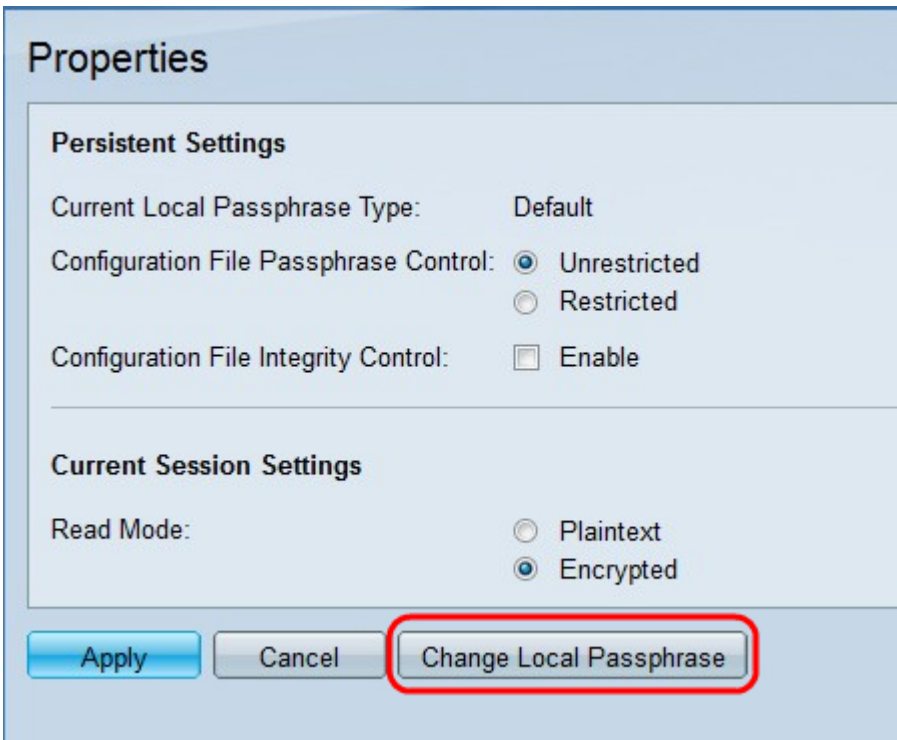 Properties
Persistent Settings
Current Local Passphrase Type: Default
Configuration File Passphrase Control: Unrestricted
Restricted
Configuration File Integrity Control: Enable
Current Session Settings
Read Mode: Plaintext
Encrypted
Apply Cancel Change Local Passphrase